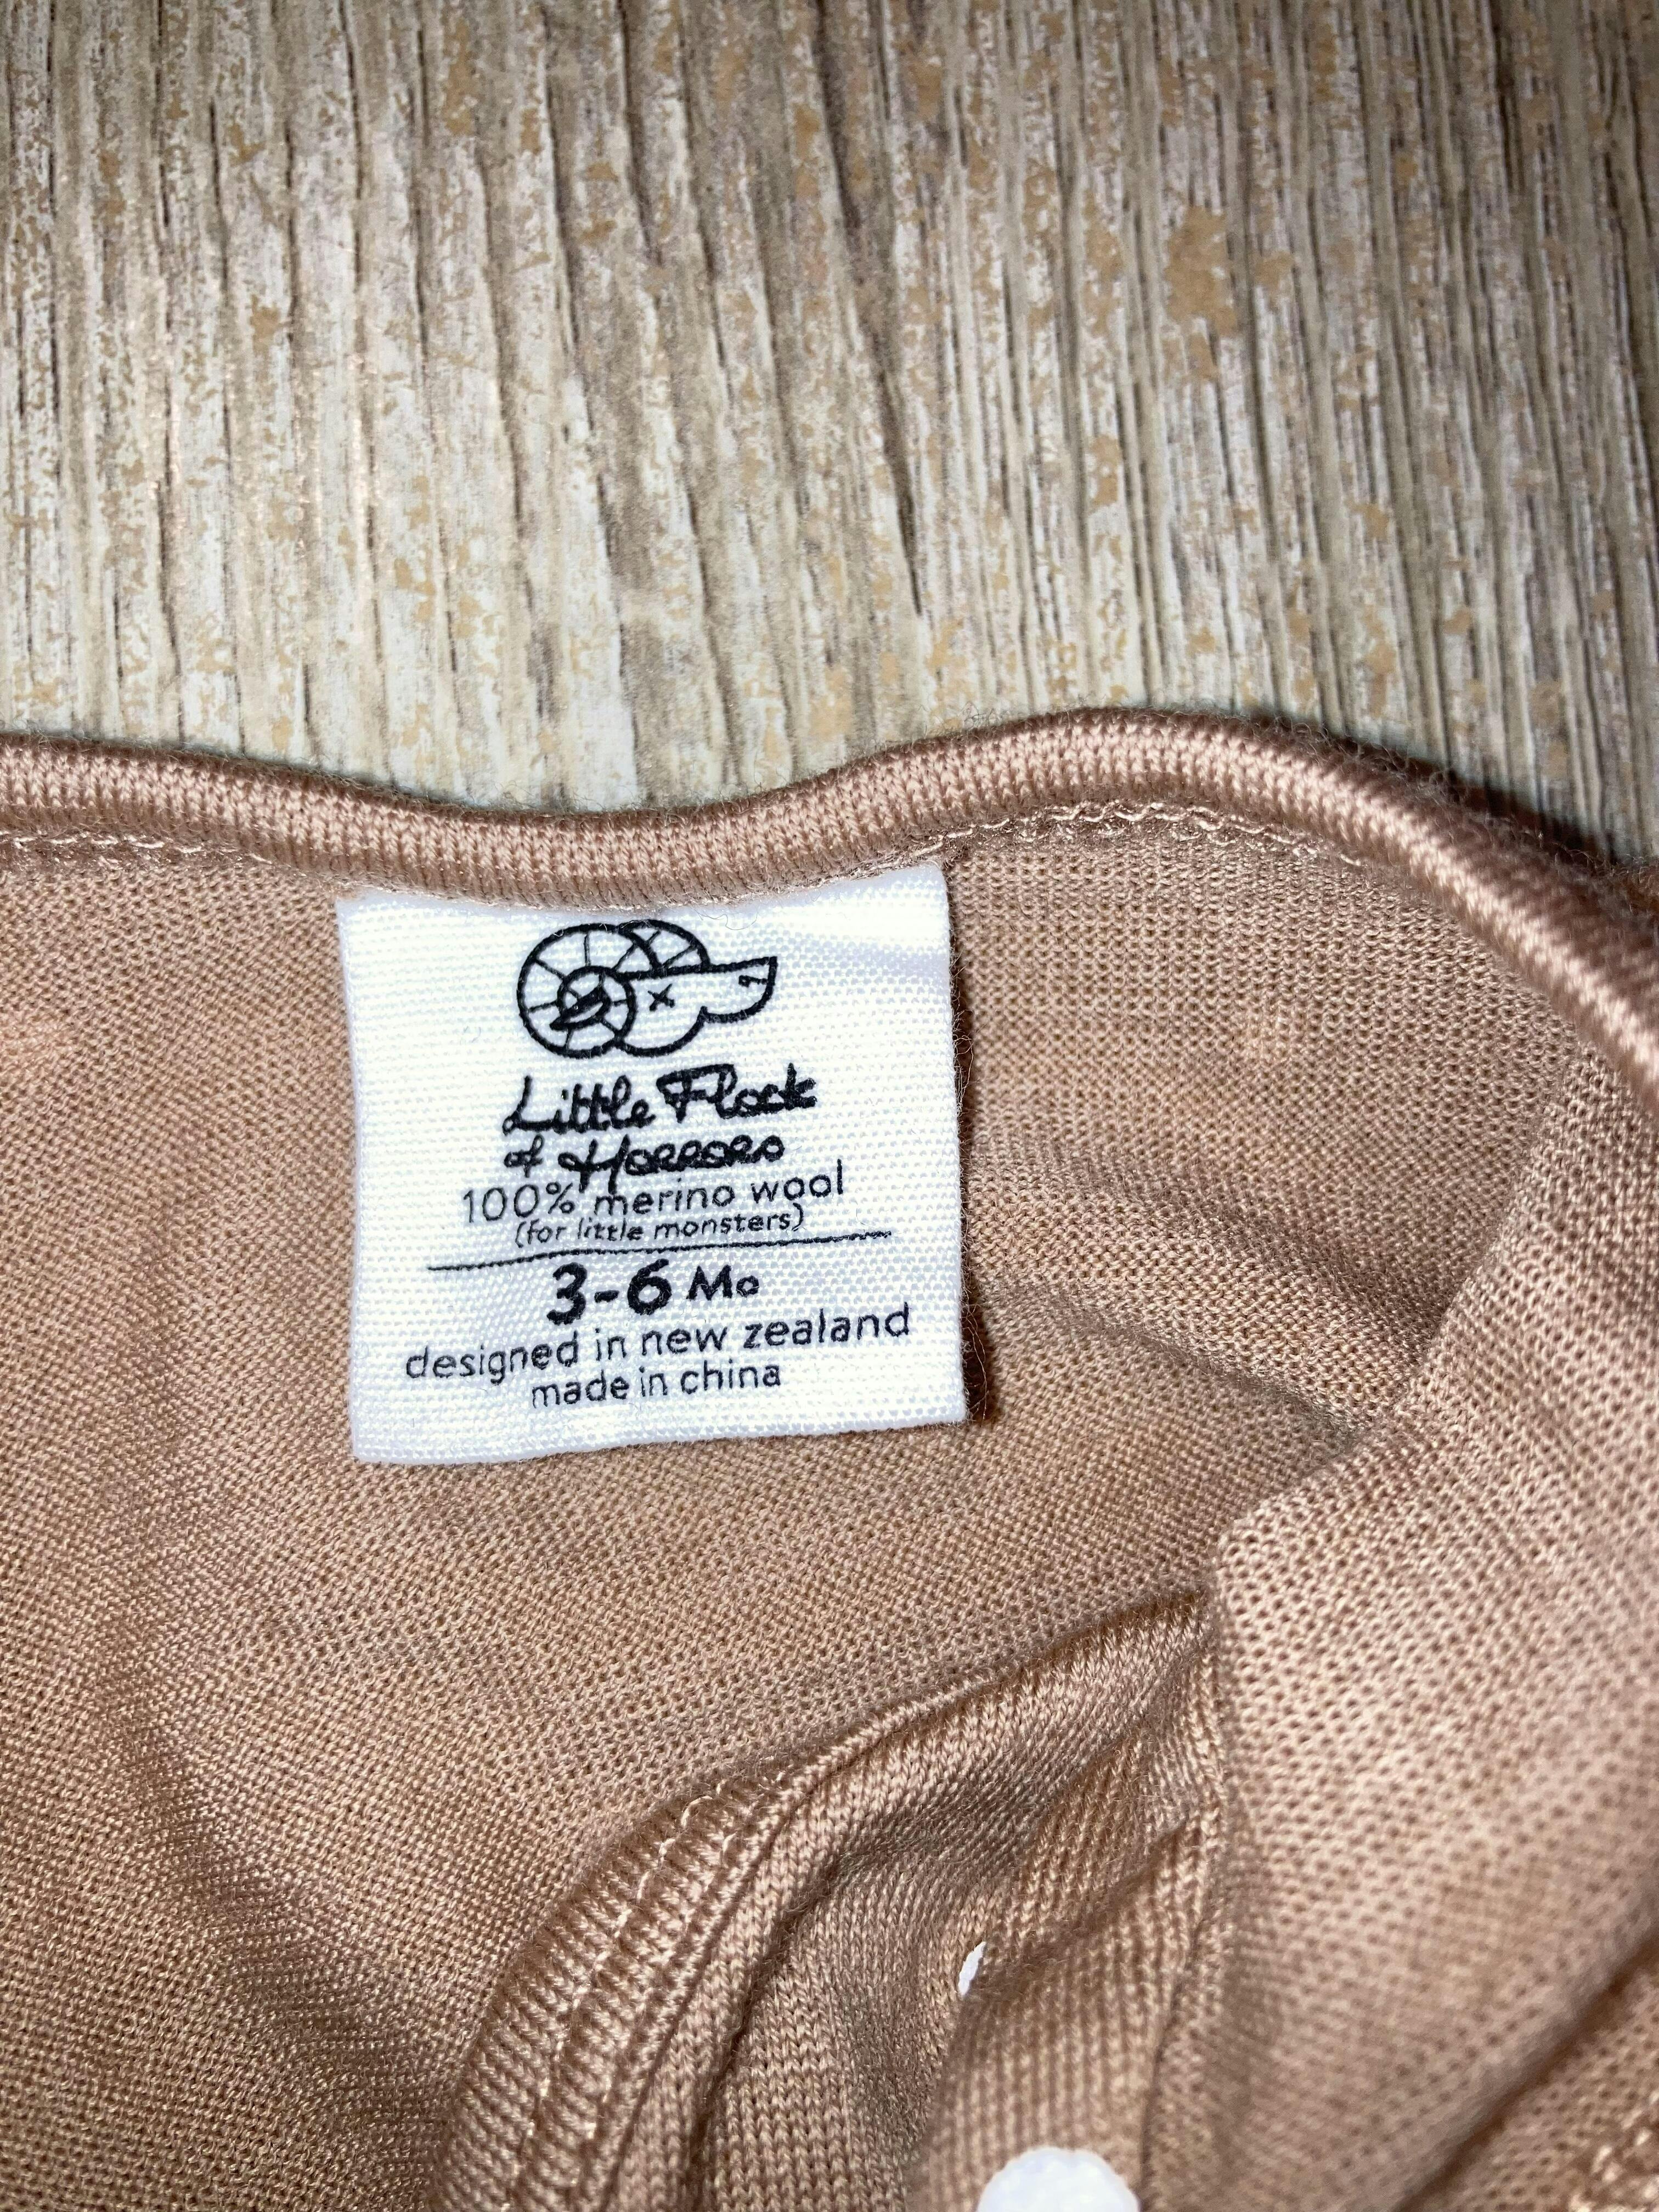 Little Flock
of Horrors
100% merino wool
(for little monsters)
3-6 Mo
designed in new zealand
made in china